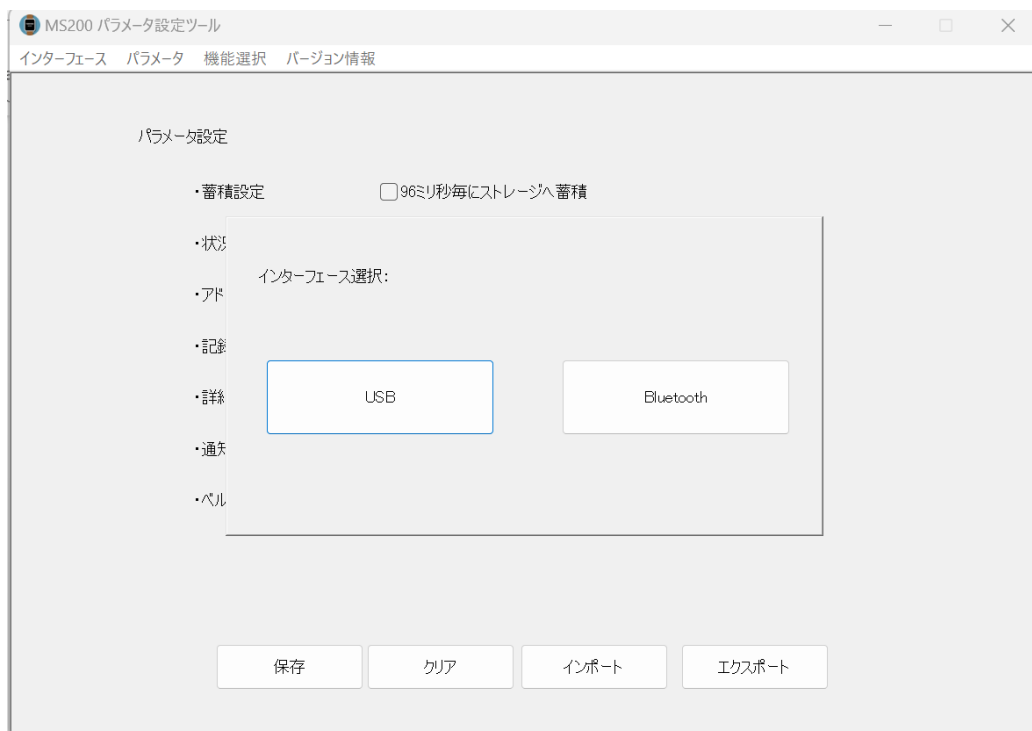 MS200 パラメータ設定ツール
インターフェース パラメータ 機能選択 バージョン情報
パラメータ設定
・蓄積設定 96ミリ秒毎にストレージへ蓄積
・状況
・アド
・記録
・詳細
・通知
・ベル
インターフェース選択:
USB Bluetooth
保存 クリア インポート エクスポート